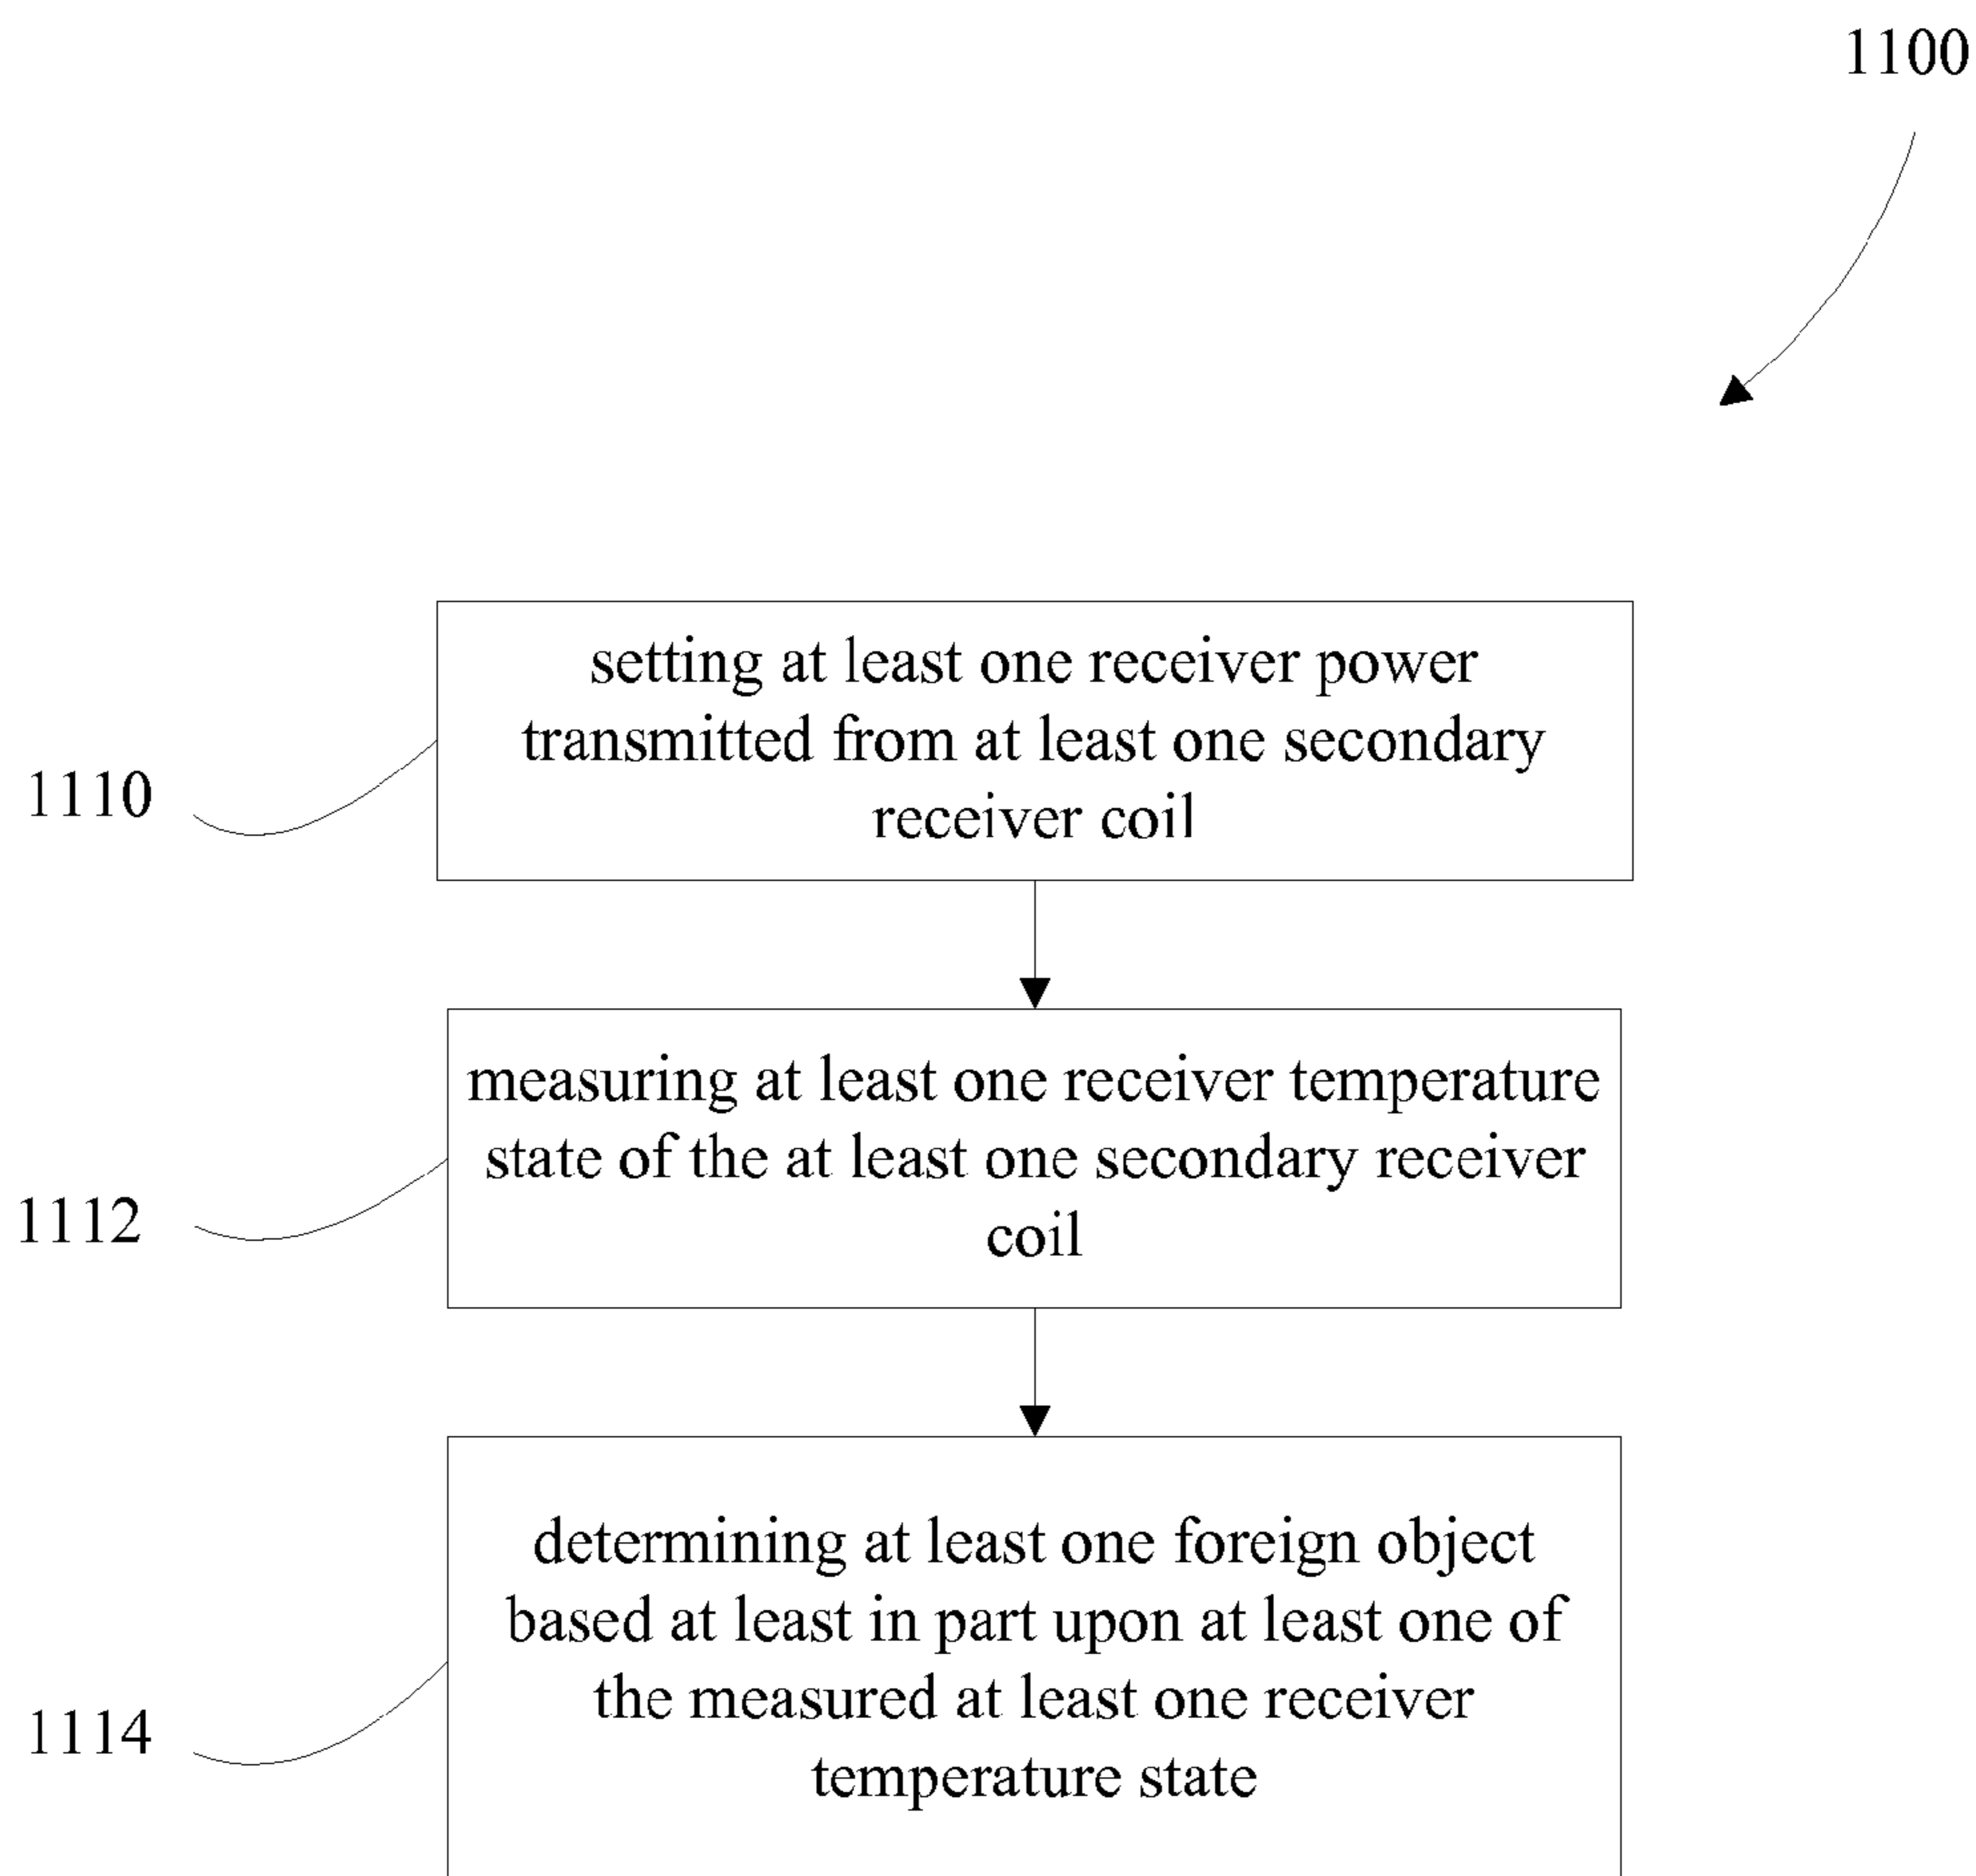 1100
setting at least one receiver power
transmitted from at least one secondary
receiver coil
1110
measuring at least one receiver temperature
state of the at least one secondary receiver
coil
1112
determining at least one foreign object
based at least in part upon at least one of
the measured at least one receiver
temperature state
1114